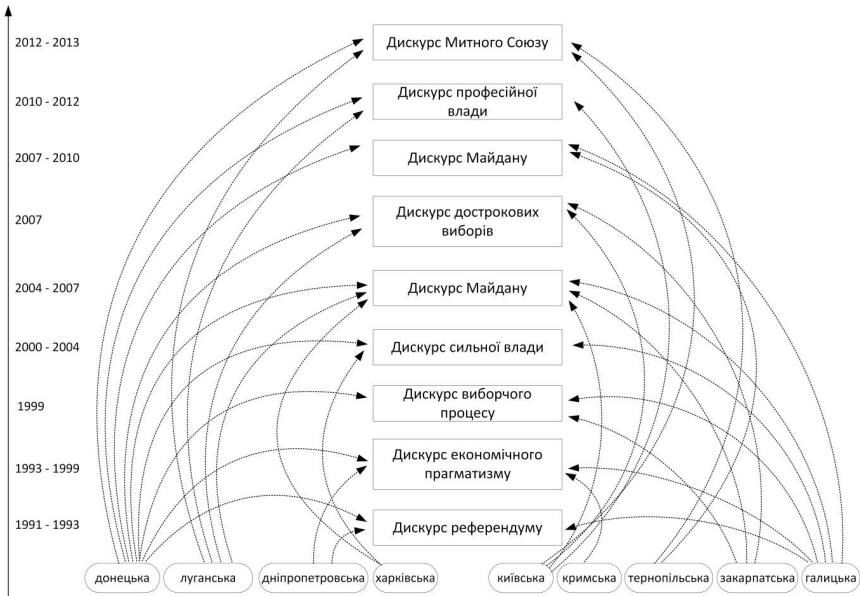 2012 - 2013
Дискурс Митного Союзу
2010 - 2012
Дискурс професійної
влади
2007 - 2010
Дискурс Майдану
2007
Дискурс дострокових
виборів
2004 - 2007
Дискурс Майдану
2000 - 2004
Дискурс сильної влади
1999
Дискурс виборчого
процесу
1993 - 1999
Дискурс економічного
прагматизму
1991 - 1993
Дискурс референдуму
донецька луганська дніпропетровська харківська київська кримська тернопільська закарпатська галицька